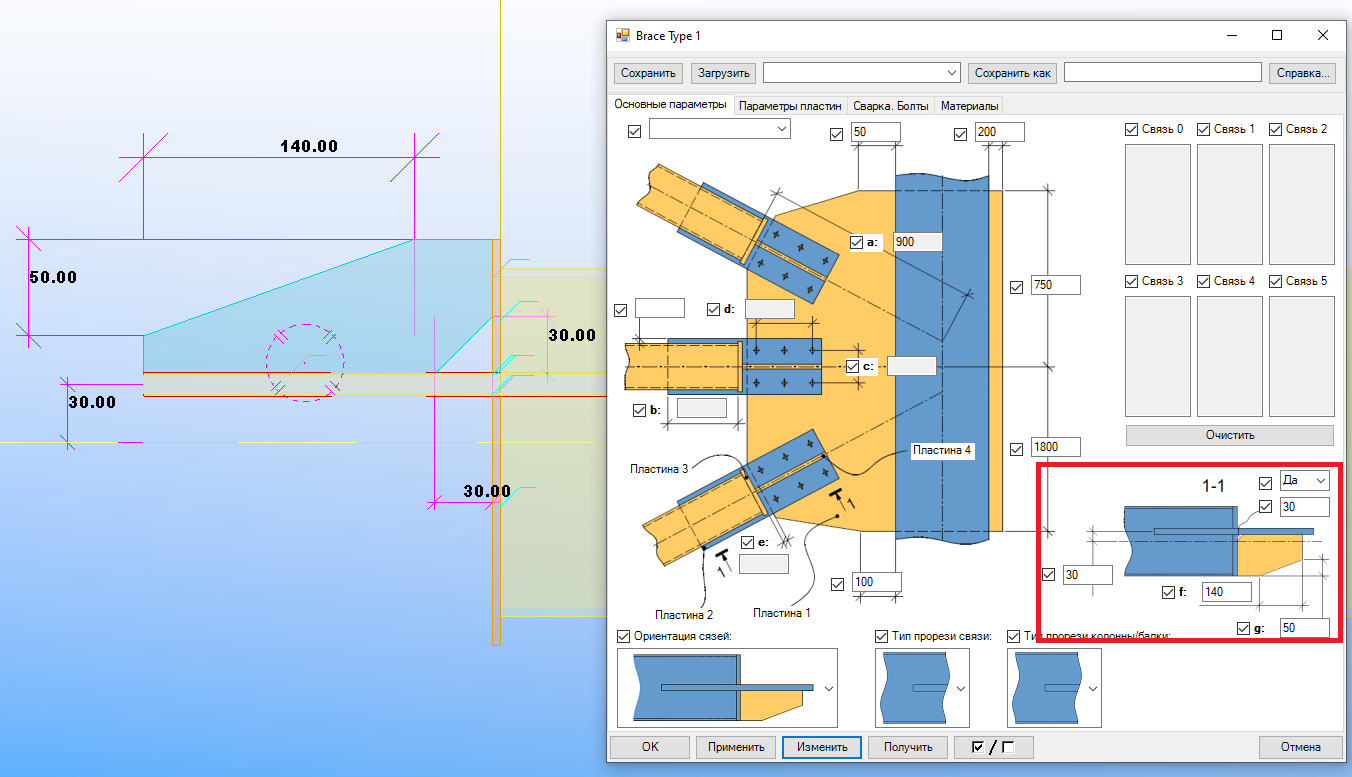 140.00
50.00
30.00
30.00
30.00
Brace Type 1
Сохранить
Загрузить
Сохранить как
Справка...
Основные параметры
Параметры пластин
Сварка. Болты
Материалы
50
200
Связь 0
Связь 1
Связь 2
a:
900
750
Связь 3
Связь 4
Связь 5
d:
c:
b:
Очистить
1800
Пластина 4
Пластина 3
1
1-1
Да
30
e:
1
30
f:
140
100
Пластина 2
Пластина 1
g:
50
Ориентация сязей:
Тип прорези связи:
Тип прорези колонны/балки:
OK
Применить
Изменить
Получить
/
Отмена